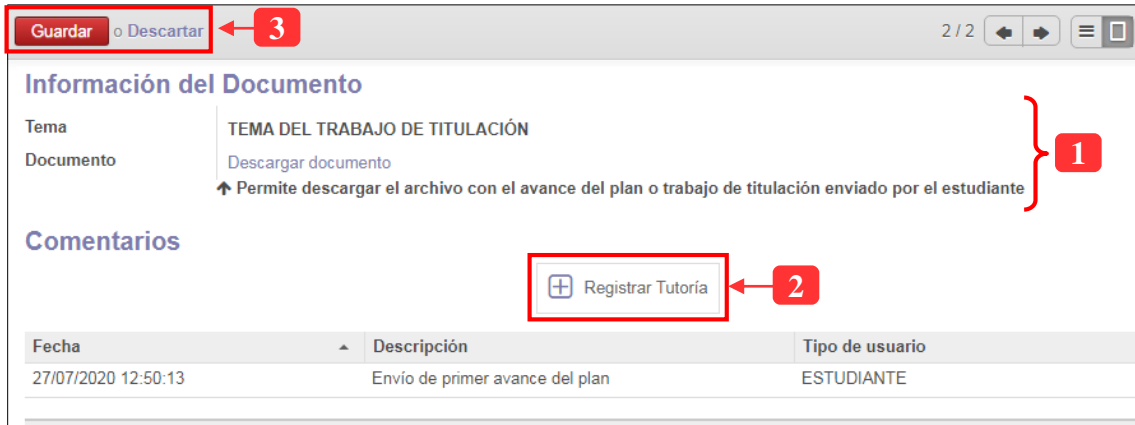 Guardar o Descartar 3 2 / 2
Información del Documento
Tema TEMA DEL TRABAJO DE TITULACIÓN
Documento Descargar documento 1
Permite descargar el archivo con el avance del plan o trabajo de titulación enviado por el estudiante
Comentarios
Registrar Tutoría 2
Fecha Descripción Tipo de usuario
27/07/2020 12:50:13 Envío de primer avance del plan ESTUDIANTE